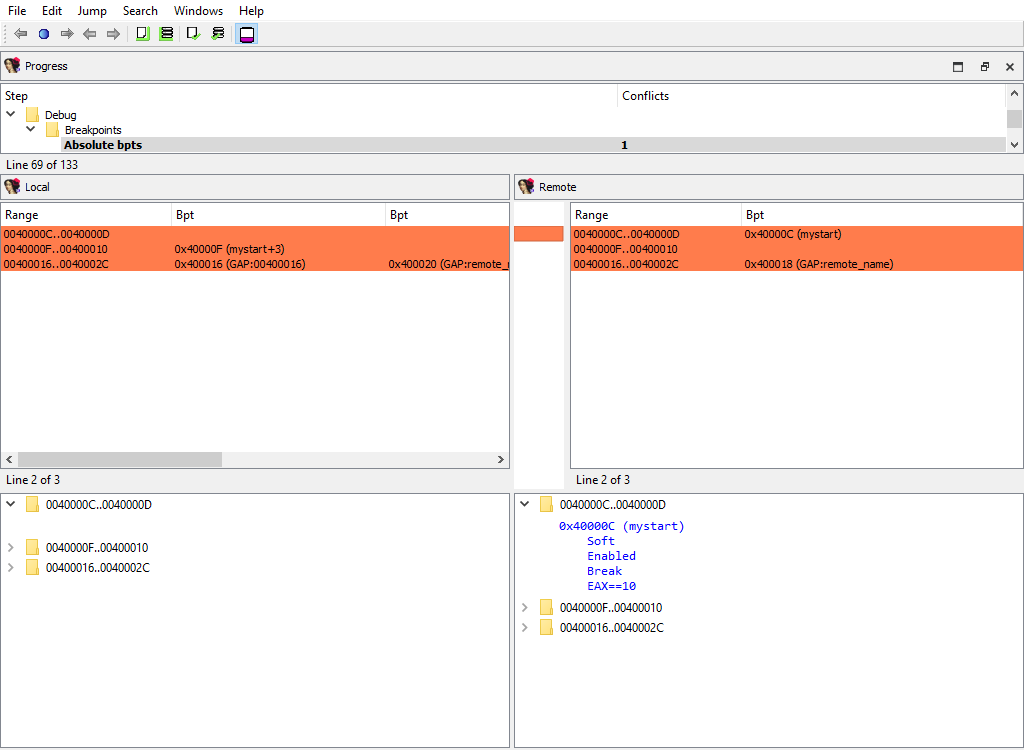 File Edit Jump Search Windows Help
Progress
Step Conflicts
Debug
Breakpoints
Absolute bpts 1
Line 69 of 133
Local
Range Bpt Bpt
0040000C..0040000D
0040000F..00400010 0x40000F (mystart+3)
00400016..0040002C 0x400016 (GAP:00400016) 0x400020 (GAP:remote_
Line 2 of 3
Remote
Range Bpt
0040000C..0040000D 0x40000C (mystart)
0040000F..00400010
00400016..0040002C 0x400018 (GAP:remote_name)
Line 2 of 3
0040000C..0040000D
0040000F..00400010
00400016..0040002C
0040000C..0040000D
0x40000C (mystart)
Soft
Enabled
Break
EAX==10
0040000F..00400010
00400016..0040002C